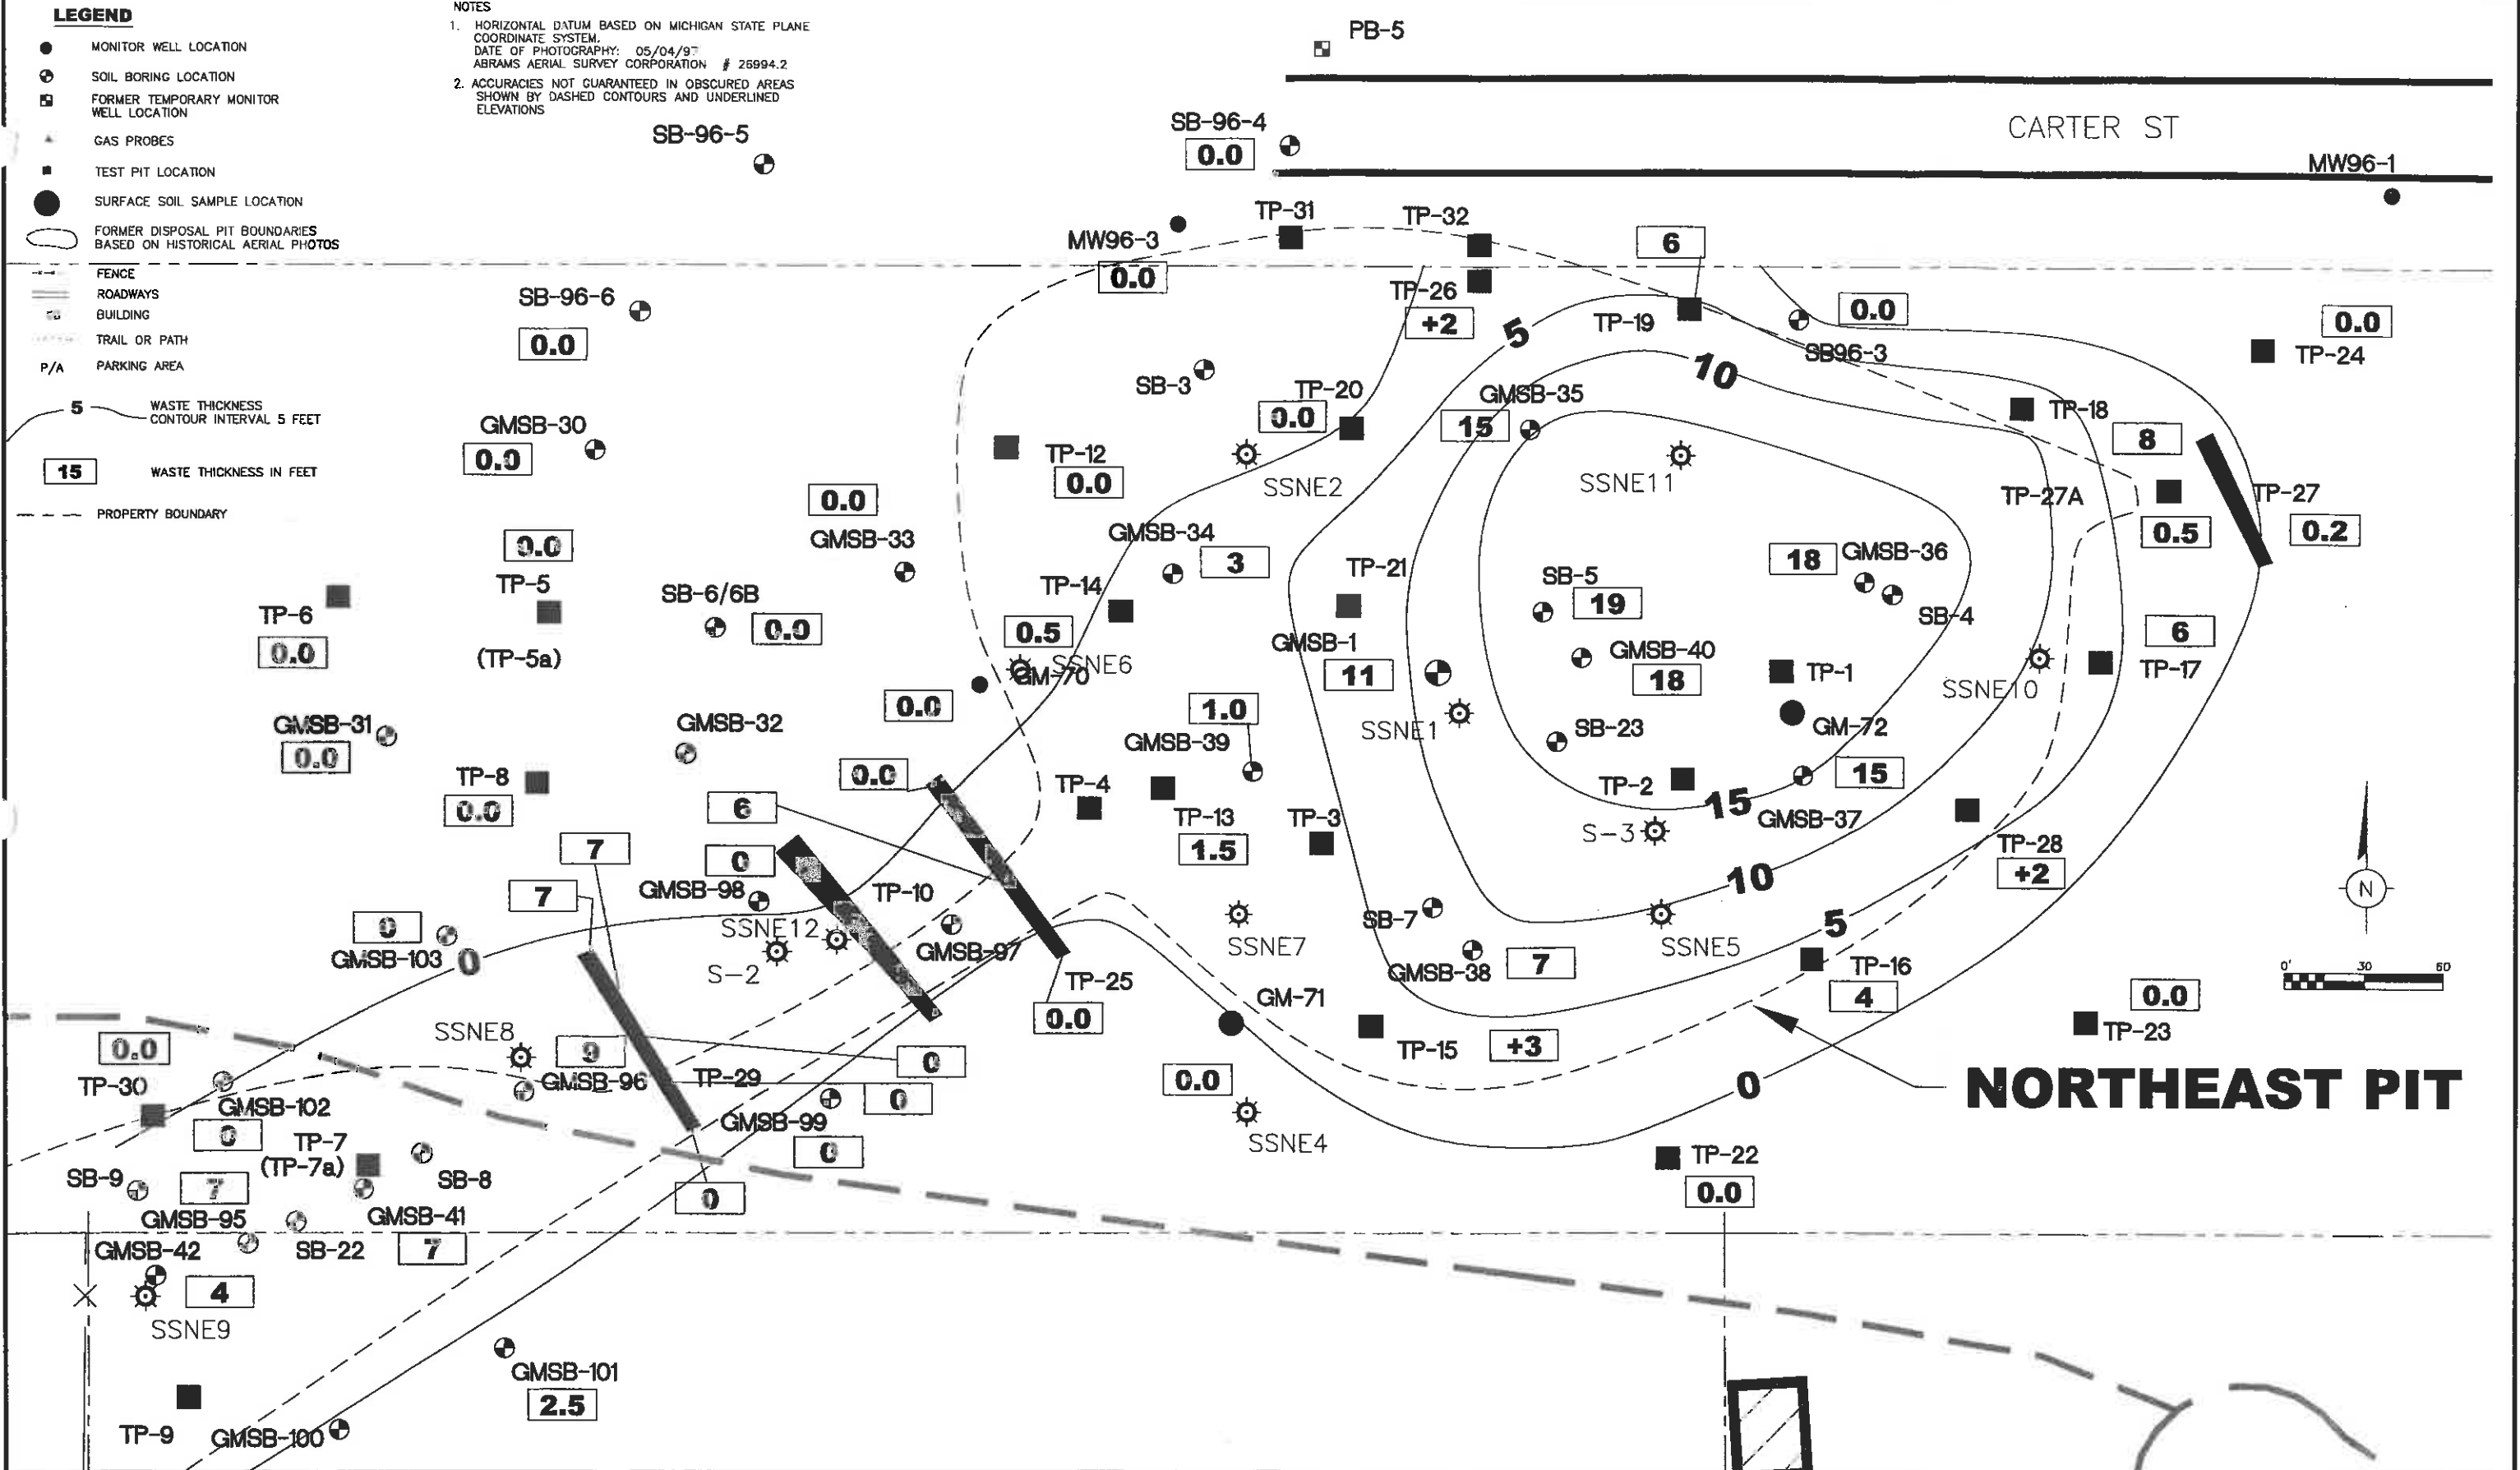 LEGEND
MONITOR WELL LOCATION
SOIL BORING LOCATION
FORMER TEMPORARY MONITOR
WELL LOCATION
GAS PROBES
TEST PIT LOCATION
SURFACE SOIL SAMPLE LOCATION
FORMER DISPOSAL PIT BOUNDARIES
BASED ON HISTORICAL AERIAL PHOTOS
FENCE
ROADWAYS
BUILDING
TRAIL OR PATH
P/A PARKING AREA
5 WASTE THICKNESS
CONTOUR INTERVAL 5 FEET
15 WASTE THICKNESS IN FEET
PROPERTY BOUNDARY
NOTES
1. HORIZONTAL DATUM BASED ON MICHIGAN STATE PLANE
COORDINATE SYSTEM.
DATE OF PHOTOGRAPHY: 05/04/97
ABRAMS AERIAL SURVEY CORPORATION # 26994.2
2. ACCURACIES NOT GUARANTEED IN OBSCURED AREAS
SHOWN BY DASHED CONTOURS AND UNDERLINED
ELEVATIONS
PB-5
SB-96-5
SB-96-4
0.0
CARTER ST
MW96-1
TP-31
TP-32
MW96-3
0.0
6
TP-26
+2
TP-19
0.0
SB96-3
0.0
TP-24
SB-96-6
0.0
SB-3
TP-20
0.0
5
10
GMSB-35
15
TP-18
8
GMSB-30
0.0
TP-12
0.0
SSNE2
SSNE11
TP-27A
0.5
TP-27
0.2
0.0
GMSB-33
GMSB-34
3
0.0
TP-5
(TP-5a)
TP-6
0.0
SB-6/6B
0.0
TP-14
0.5
SSNE6
GM-70
0.0
TP-21
GMSB-1
11
SSNE1
SB-5
19
GMSB-40
18
18
GMSB-36
SB-4
TP-1
GM-72
SSNE10
6
TP-17
GMSB-31
0.0
GMSB-32
1.0
GMSB-39
SB-23
TP-8
0.0
0.0
6
TP-4
TP-13
1.5
TP-3
TP-2
15
15
GMSB-37
S-3
TP-28
+2
7
7
0
GMSB-98
TP-10
10
0
GMSB-103
0
SSNE12
S-2
GMSB-97
TP-25
0.0
SSNE7
SB-7
GMSB-38
7
SSNE5
5
TP-16
4
N
0' 30 60
0.0
TP-23
GM-71
TP-15
+3
0.0
TP-30
SSNE8
9
GMSB-96
TP-29
0
0
0.0
SSNE4
0
NORTHEAST PIT
GMSB-102
0
GMSB-99
0
TP-7
(TP-7a)
SB-9
7
SB-8
GMSB-95
GMSB-41
0
TP-22
0.0
GMSB-42
SB-22
7
4
SSNE9
GMSB-101
2.5
TP-9
GMSB-100